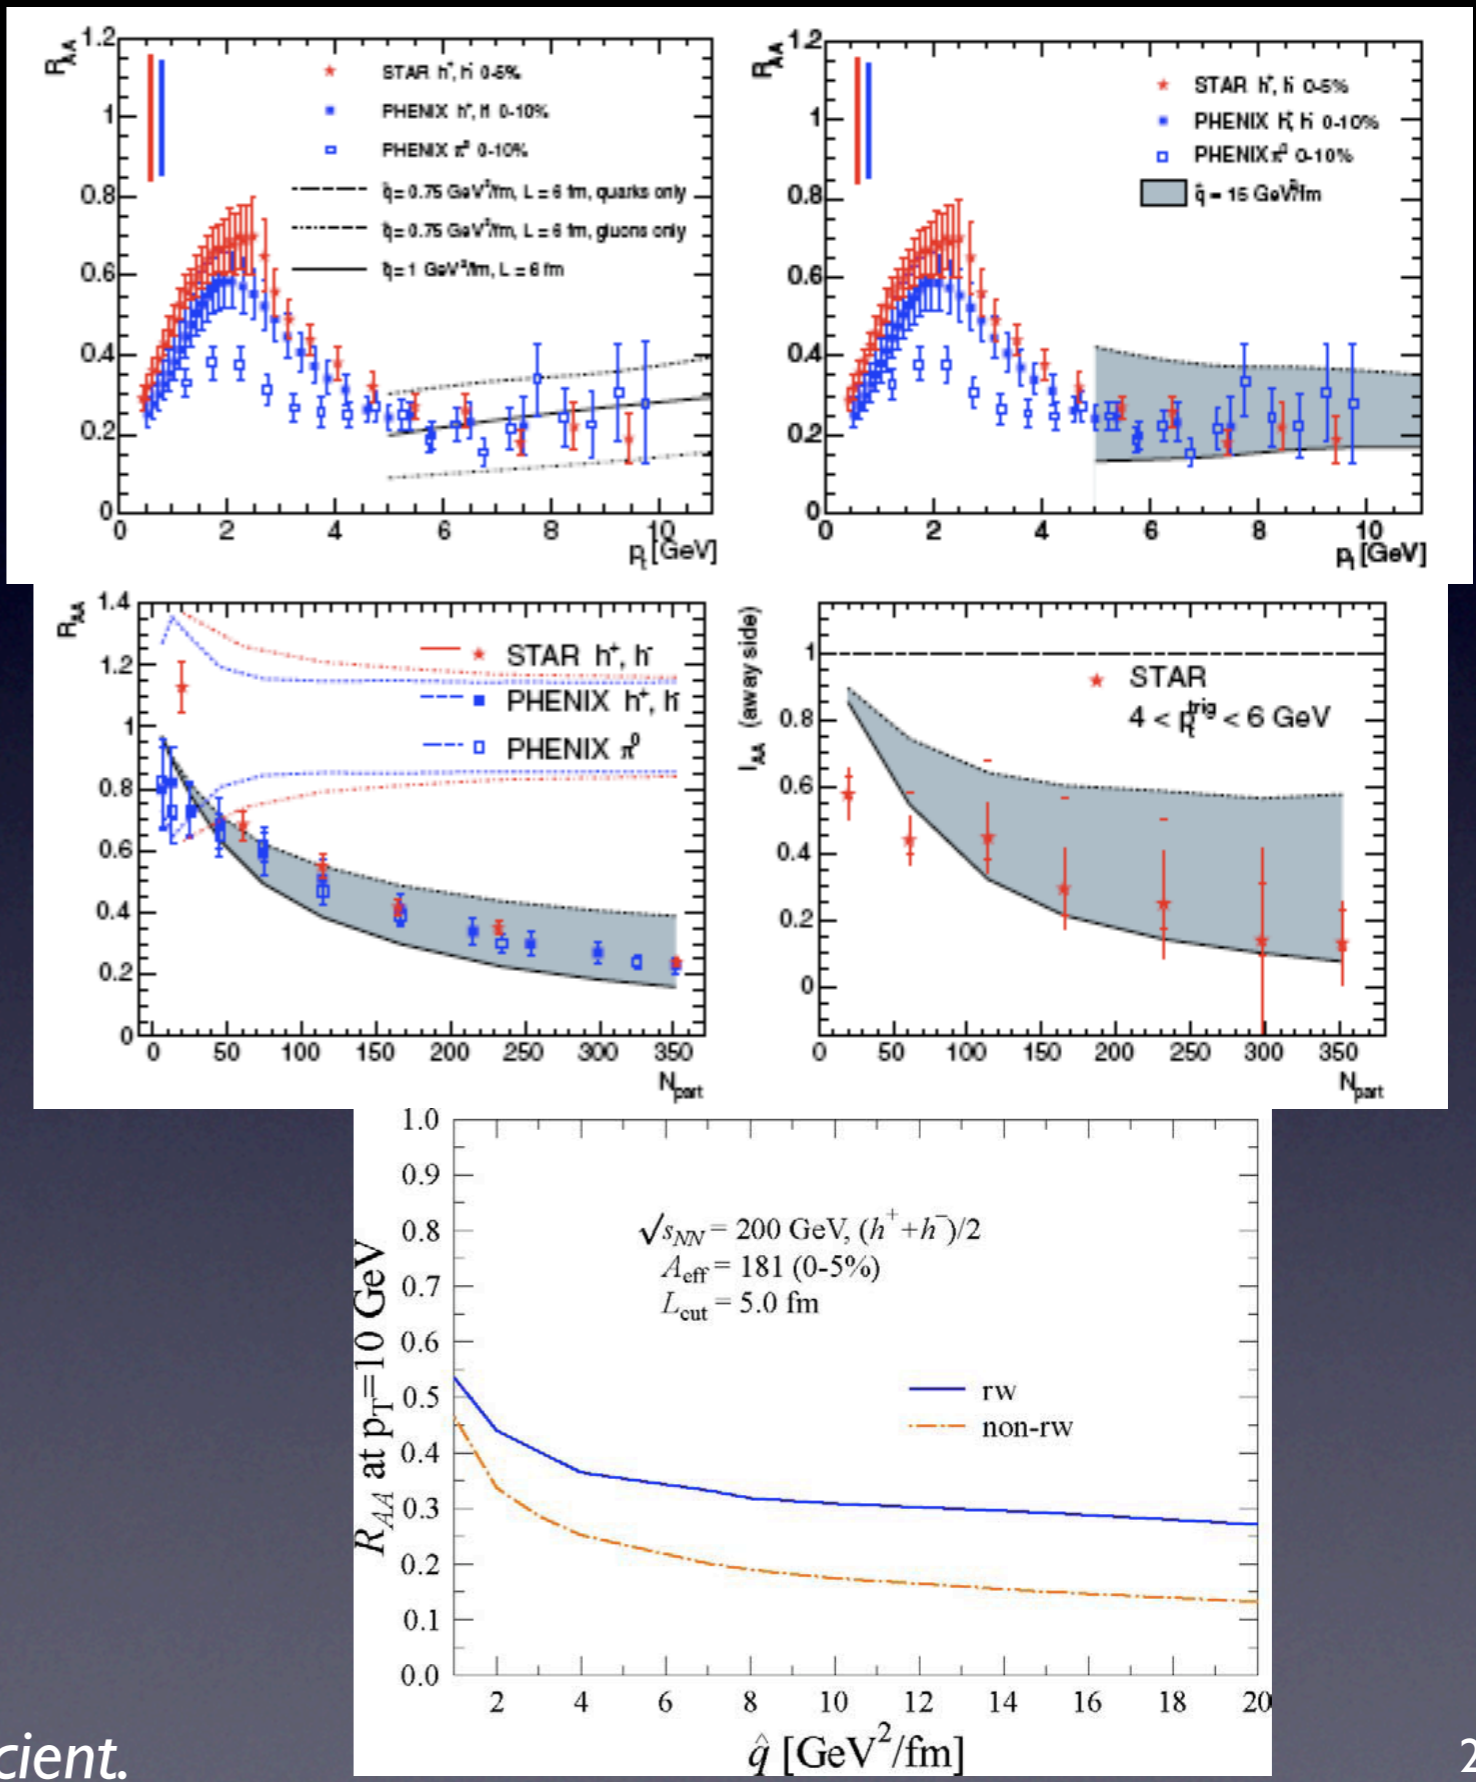 R_AA
1.2
1
0.8
0.6
0.4
0.2
0
0 2 4 6 8 10
p_t [GeV]
STAR h⁺, h⁻ 0-5%
PHENIX h⁺, h⁻ 0-10%
PHENIX π⁰ 0-10%
q̂ = 0.75 GeV²/fm, L = 6 fm, quarks only
q̂ = 0.75 GeV²/fm, L = 6 fm, gluons only
q̂ = 1 GeV²/fm, L = 6 fm
R_AA
1.2
1
0.8
0.6
0.4
0.2
0
0 2 4 6 8 10
p_t [GeV]
STAR h⁺, h⁻ 0-5%
PHENIX h⁺, h⁻ 0-10%
PHENIX π⁰ 0-10%
q̂ = 15 GeV²/fm
R_AA
1.4
1.2
1
0.8
0.6
0.4
0.2
0
0 50 100 150 200 250 300 350
N_part
STAR h⁺, h⁻
PHENIX h⁺, h⁻
PHENIX π⁰
I_AA (away side)
1
0.8
0.6
0.4
0.2
0
0 50 100 150 200 250 300 350
N_part
STAR
4 < p_t^trig < 6 GeV
R_AA at p_T=10 GeV
1.0
0.9
0.8
0.7
0.6
0.5
0.4
0.3
0.2
0.1
0.0
√s_NN = 200 GeV, (h⁺+h⁻)/2
A_eff = 181 (0-5%)
L_cut = 5.0 fm
rw
non-rw
2 4 6 8 10 12 14 16 18 20
q̂ [GeV²/fm]
cient.
2